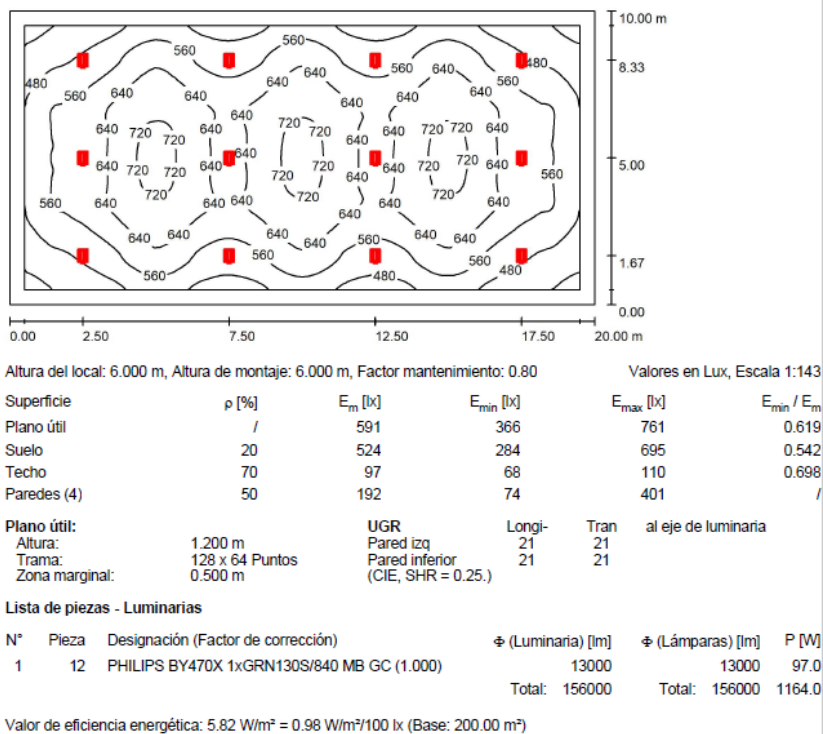 10.00 m
560
560 560 480
8.33
480 560 640 640 640 640 640 640 640 560
640 720 720 640 720 720 640 640 720 720 640
640 720 720 640 640 720 720 640 720 720 640
5.00
560 640 720 640 640 720 640 720 640 560
640 640 640 640 640 640 640
560 560 560 480
1.67
560 480
0.00
0.00 2.50 7.50 12.50 17.50 20.00 m
Altura del local: 6.000 m, Altura de montaje: 6.000 m, Factor mantenimiento: 0.80 Valores en Lux, Escala 1:143
Superficie ρ [%] Em [lx] Emin [lx] Emax [lx] Emin / Em
Plano útil / 591 366 761 0.619
Suelo 20 524 284 695 0.542
Techo 70 97 68 110 0.698
Paredes (4) 50 192 74 401 /
Plano útil: UGR Longi- Tran al eje de luminaria
Altura: 1.200 m Pared izq 21 21
Trama: 128 x 64 Puntos Pared inferior 21 21
Zona marginal: 0.500 m (CIE, SHR = 0.25.)
Lista de piezas - Luminarias
N° Pieza Designación (Factor de corrección) Φ (Luminaria) [lm] Φ (Lámparas) [lm] P [W]
1 12 PHILIPS BY470X 1xGRN130S/840 MB GC (1.000) 13000 13000 97.0
Total: 156000 Total: 156000 1164.0
Valor de eficiencia energética: 5.82 W/m² = 0.98 W/m²/100 lx (Base: 200.00 m²)